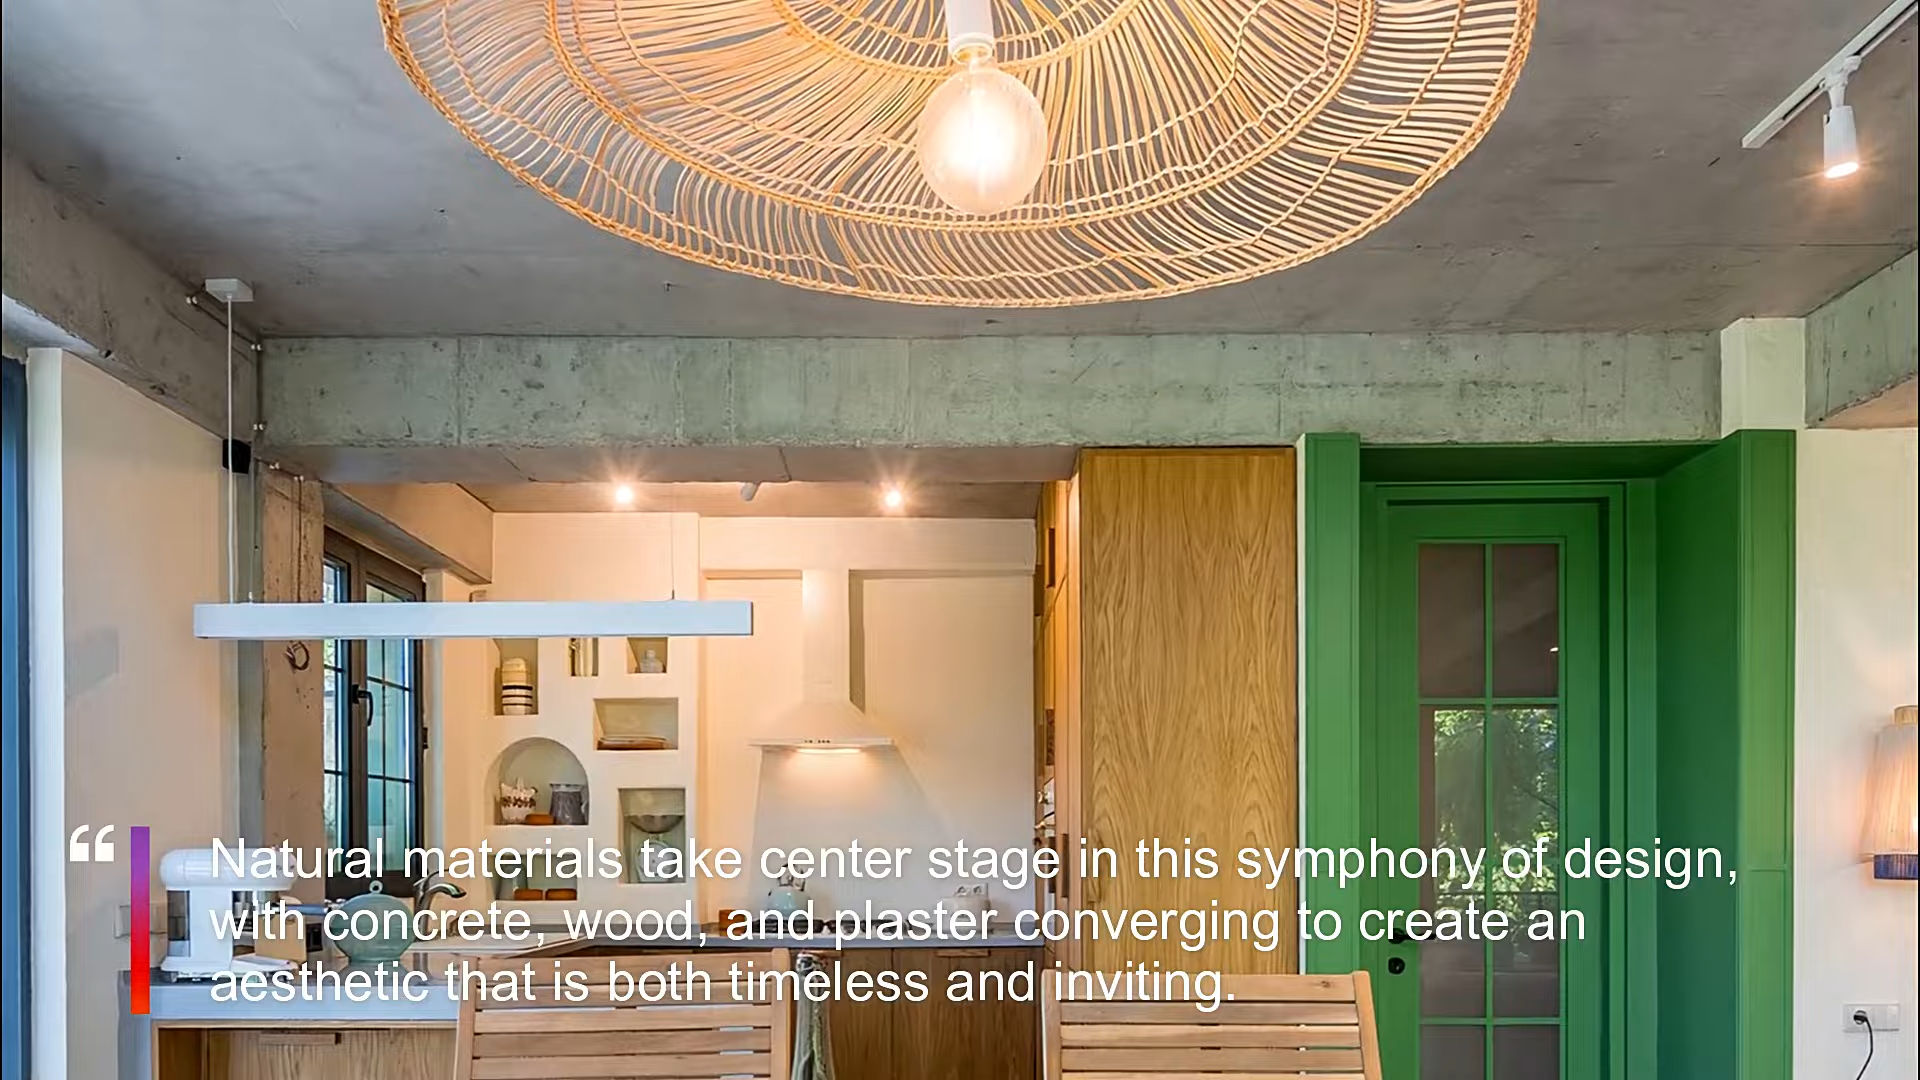 “ Natural materials take center stage in this symphony of design,
with concrete, wood, and plaster converging to create an
aesthetic that is both timeless and inviting.